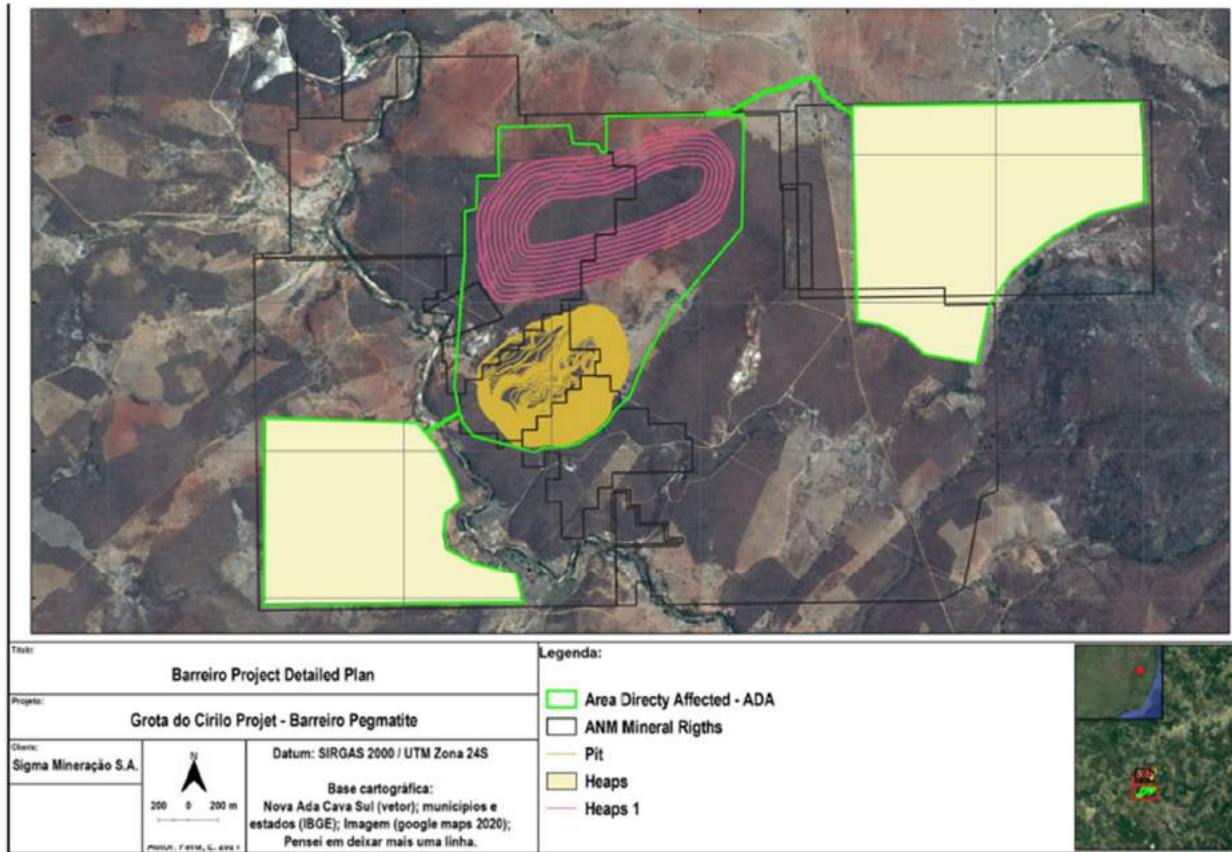 Título:
Barreiro Project Detailed Plan
Projeto:
Grota do Cirilo Projet - Barreiro Pegmatite
Cliente:
Sigma Mineração S.A.
N
200 0 200 m
Datum: SIRGAS 2000 / UTM Zona 24S
Base cartográfica:
Nova Ada Cava Sul (vetor); municípios e
estados (IBGE); Imagem (google maps 2020);
Pensei em deixar mais uma linha.
Legenda:
Area Directy Affected - ADA
ANM Mineral Rigths
Pit
Heaps
Heaps 1